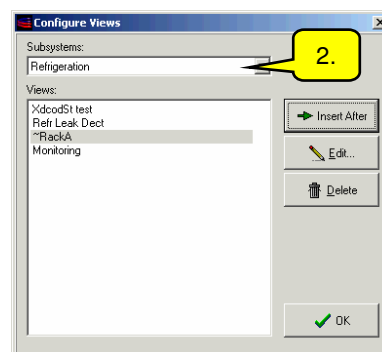 Configure Views
Subsystems:
2.
Refrigeration
Views:
XdcodSt test
Refr Leak Dect
~RackA
Monitoring
Insert After
Edit...
Delete
OK